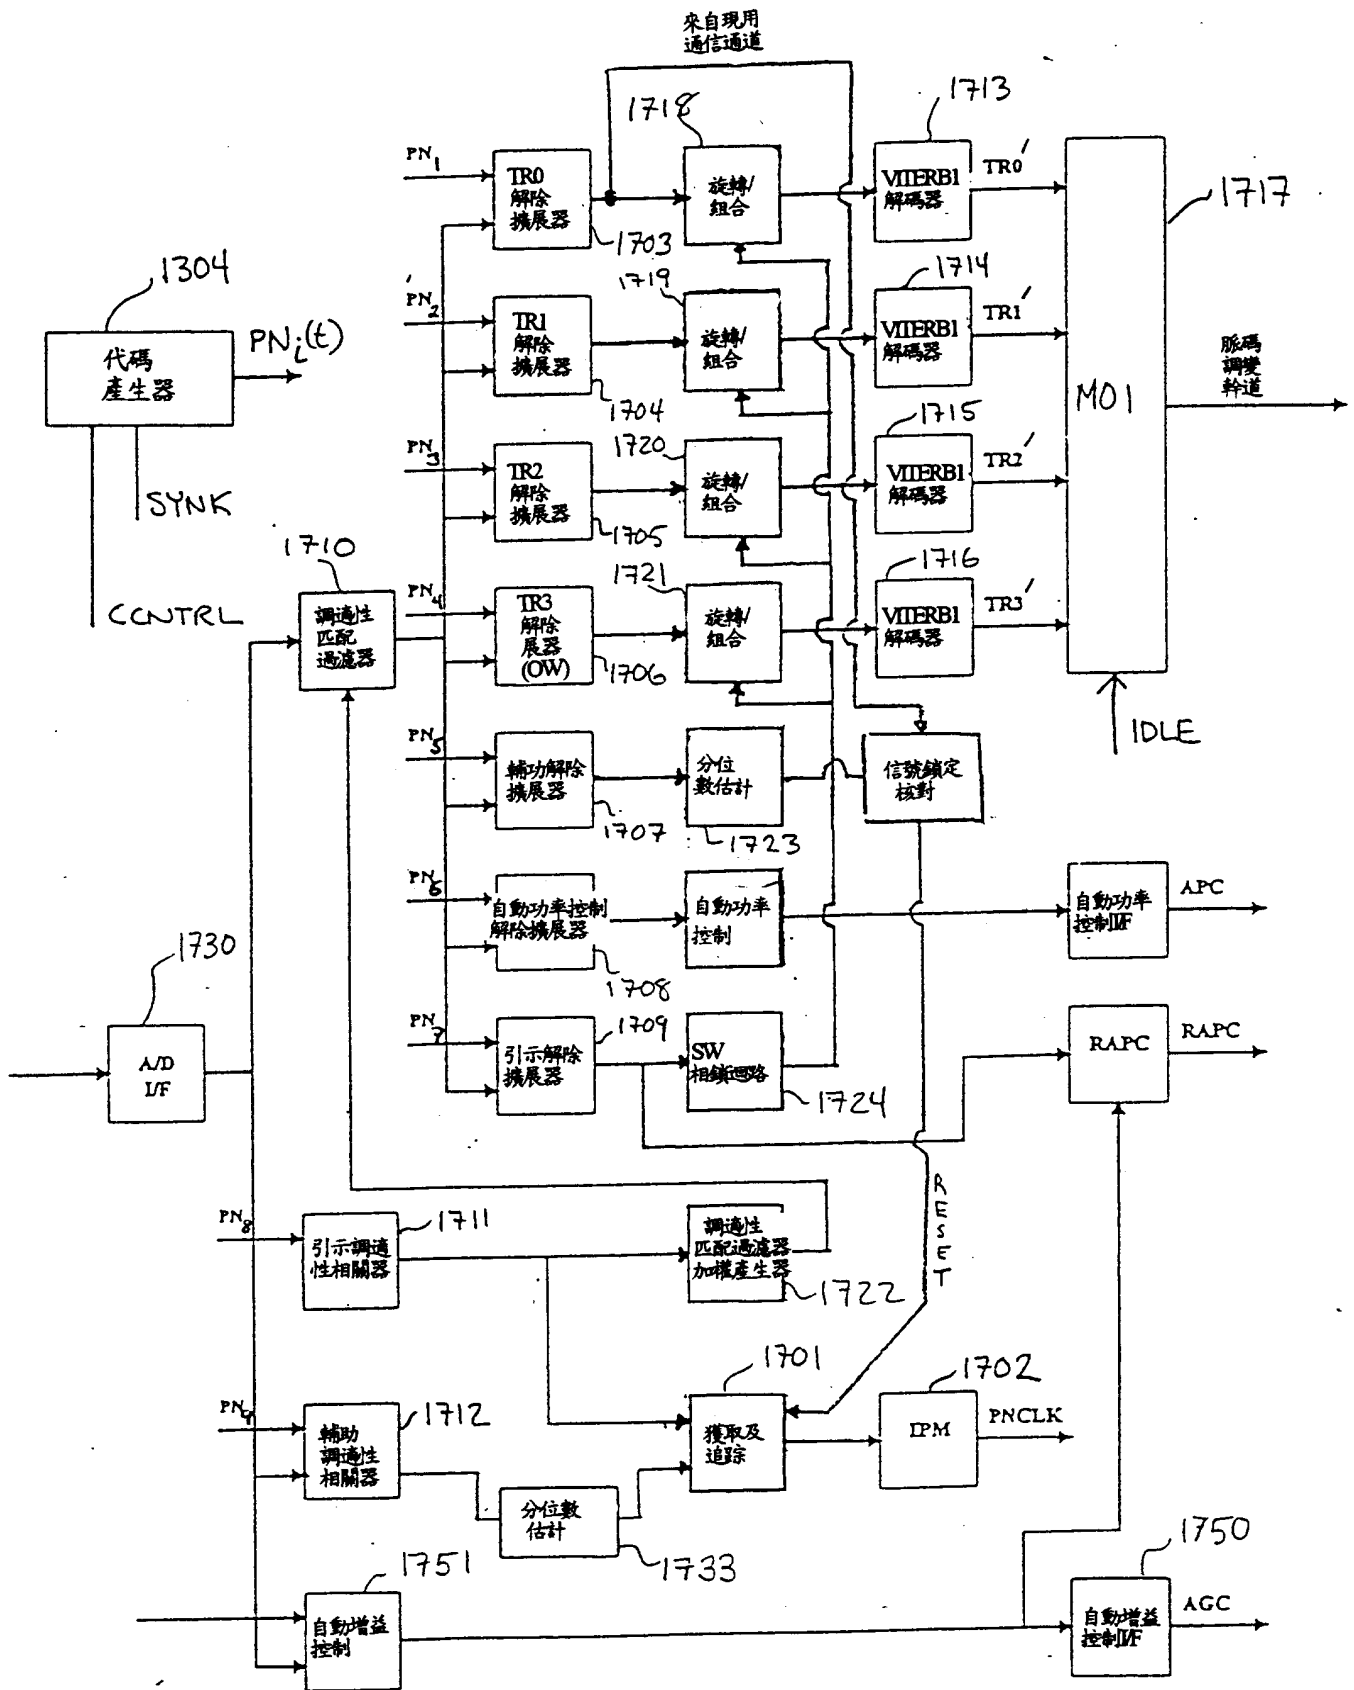 來自現用
通信通道
1718
1713
PN1
TR0
解除
擴展器
1703
旋轉/
組合
VITERB1
解碼器
TR0'
1717
1304
代碼
產生器
PNi(t)
SYNK
CCNTRL
PN2
TR1
解除
擴展器
1704
1719
旋轉/
組合
1714
VITERB1
解碼器
TR1'
M01
脈碼
調變
幹道
PN3
TR2
解除
擴展器
1705
1720
旋轉/
組合
1715
VITERB1
解碼器
TR2'
1710
調適性
匹配
過濾器
PN4
TR3
解除
展器
(OW)
1706
1721
旋轉/
組合
1716
VITERB1
解碼器
TR3'
IDLE
PN5
輔功解除
擴展器
1707
分位
數估計
1723
信號鎖定
核對
PN6
自動功率控制
解除擴展器
1708
自動功率
控制
自動功率
控制I/F
APC
1730
A/D
I/F
PN7
引示解除
擴展器
1709
SW
相鎖迴路
1724
RAPC
RAPC
RESET
PN8
引示調適
性相關器
1711
調適性
匹配過濾器
加權產生器
1722
PN9
輔助
調適性
相關器
1712
分位數
估計
1733
1701
獲取及
追踪
1702
IPM
PNCLK
1751
自動增益
控制
1750
自動增益
控制I/F
AGC